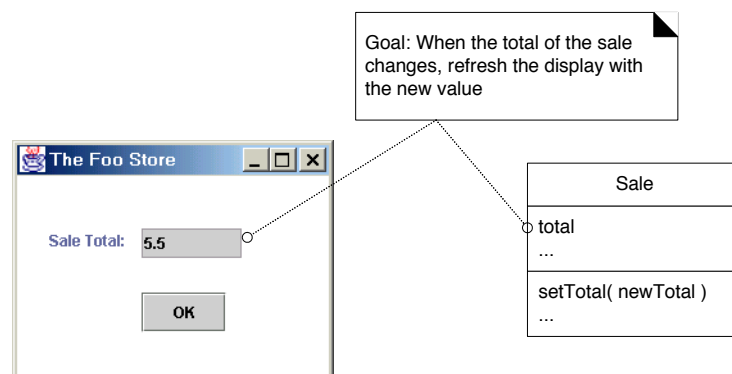 Goal: When the total of the sale
changes, refresh the display with
the new value
The Foo Store
Sale Total: 5.5
OK
Sale
total
...
setTotal( newTotal )
...